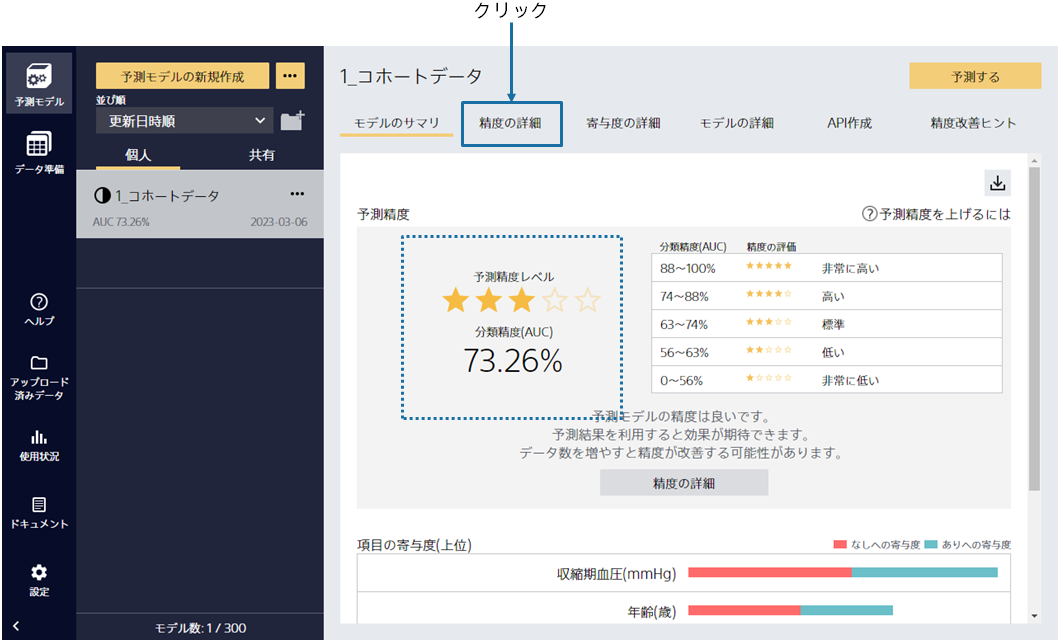 クリック
予測モデル
データ準備
ヘルプ
アップロード
済みデータ
使用状況
ドキュメント
設定
予測モデルの新規作成
並び順
更新日時順
個人
共有
1_コホートデータ
AUC 73.26%
2023-03-06
モデル数: 1 / 300
1_コホートデータ
予測する
モデルのサマリ
精度の詳細
寄与度の詳細
モデルの詳細
API作成
精度改善ヒント
予測精度
?予測精度を上げるには
予測精度レベル
分類精度(AUC)
73.26%
分類精度(AUC) 精度の評価
88～100% ★★★★★ 非常に高い
74～88% ★★★★☆ 高い
63～74% ★★★☆☆ 標準
56～63% ★★☆☆☆ 低い
0～56% ★☆☆☆☆ 非常に低い
予測モデルの精度は良いです。
予測結果を利用すると効果が期待できます。
データ数を増やすと精度が改善する可能性があります。
精度の詳細
項目の寄与度(上位)
なしへの寄与度 ありへの寄与度
収縮期血圧(mmHg)
年齢(歳)